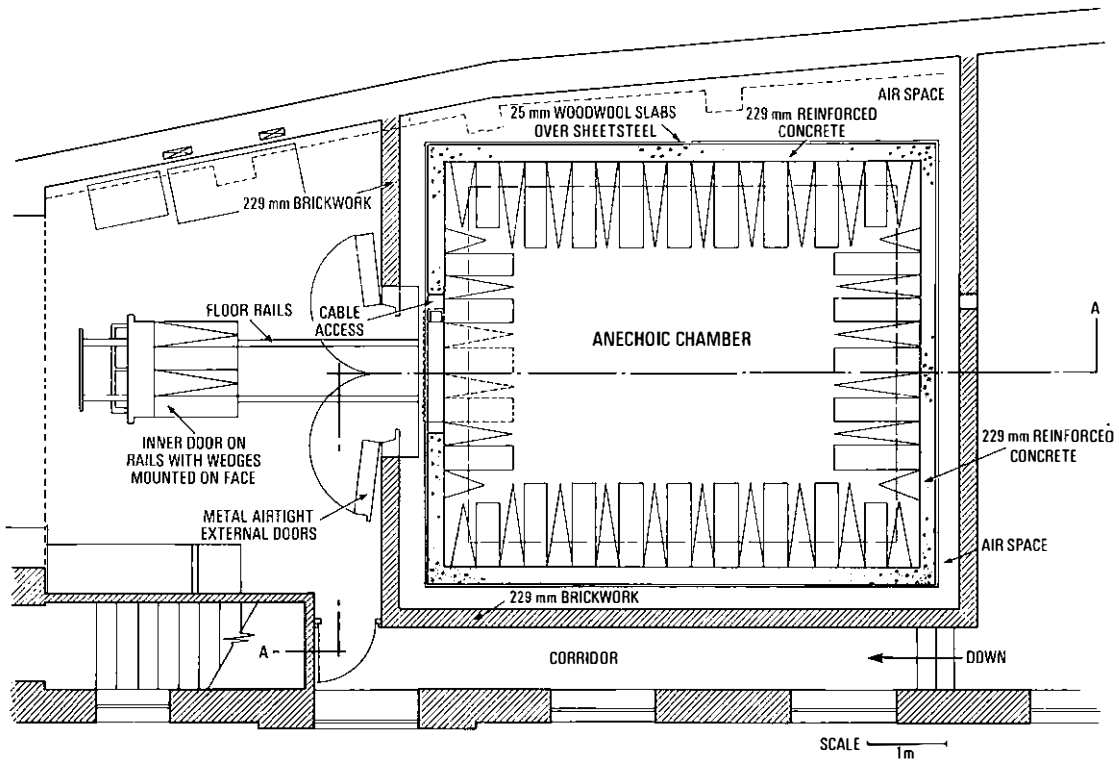 AIR SPACE
25 mm WOODWOOL SLABS
OVER SHEETSTEEL
229 mm REINFORCED
CONCRETE
229 mm BRICKWORK
FLOOR RAILS
CABLE
ACCESS
ANECHOIC CHAMBER
A
INNER DOOR ON
RAILS WITH WEDGES
MOUNTED ON FACE
229 mm REINFORCED
CONCRETE
METAL AIRTIGHT
EXTERNAL DOORS
AIR SPACE
229 mm BRICKWORK
A
CORRIDOR
DOWN
SCALE
1m